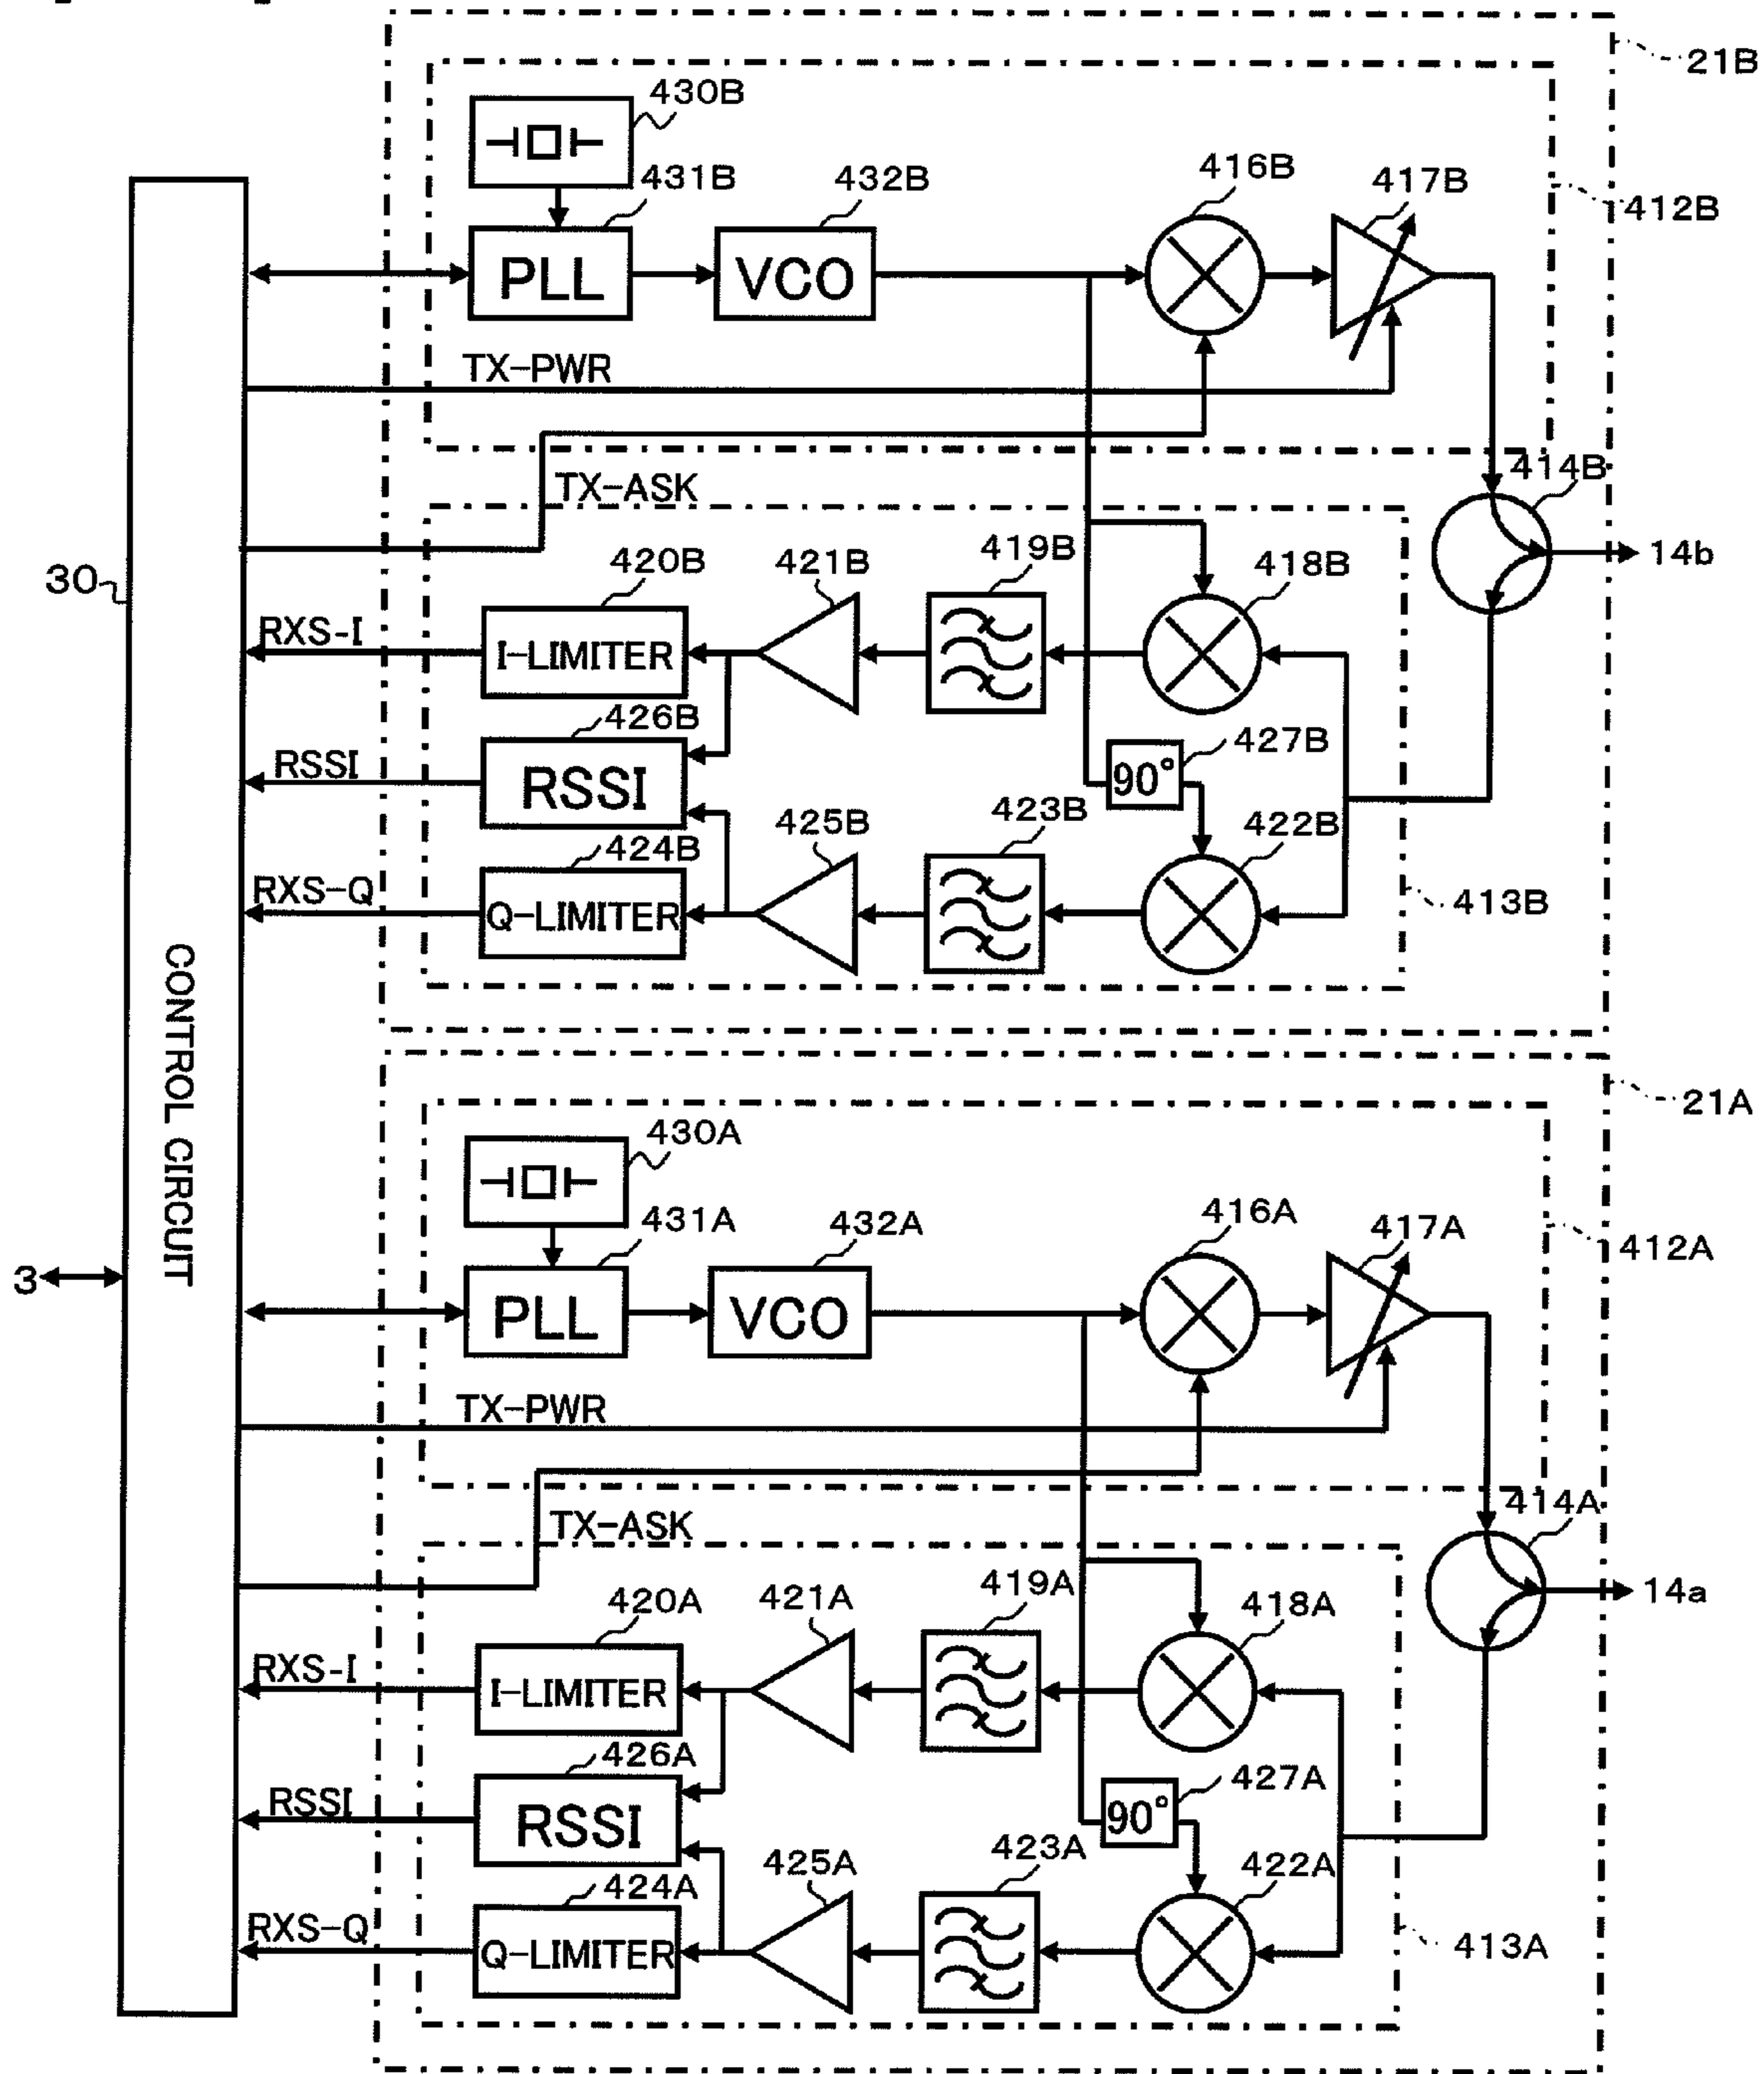 21B
430B
431B
432B
416B
417B
412B
PLL
VCO
TX-PWR
414B
TX-ASK
14b
420B
421B
419B
418B
30
RXS-I
I-LIMITER
426B
427B
RSSI
RSSI
90°
425B
423B
422B
424B
RXS-Q
Q-LIMITER
413B
CONTROL CIRCUIT
21A
430A
431A
432A
416A
417A
412A
3
PLL
VCO
TX-PWR
414A
TX-ASK
14a
420A
421A
419A
418A
RXS-I
I-LIMITER
426A
427A
RSSI
RSSI
90°
425A
423A
422A
424A
RXS-Q
Q-LIMITER
413A